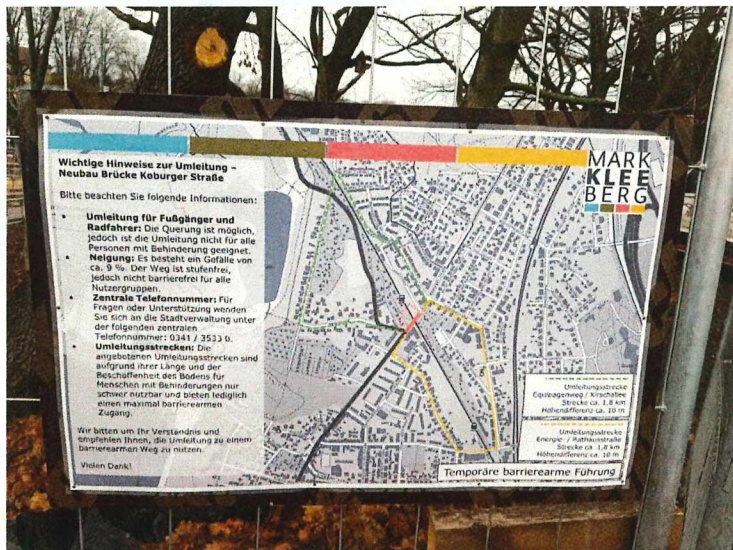 Wichtige Hinweise zur Umleitung –
Neubau Brücke Koburger Straße
Bitte beachten Sie folgende Informationen:
• Umleitung für Fußgänger und
Radfahrer: Die Querung ist möglich,
jedoch ist die Umleitung nicht für alle
Personen mit Behinderung geeignet.
• Neigung: Es besteht ein Gefälle von
ca. 9 %. Der Weg ist stufenfrei,
jedoch nicht barrierefrei für alle
Nutzergruppen.
• Zentrale Telefonnummer: Für
Fragen oder Unterstützung wenden
Sie sich an die Stadtverwaltung unter
der folgenden zentralen
Telefonnummer: 0341 / 3533 0.
• Umleitungsstrecken: Die
angebotenen Umleitungsstrecken sind
aufgrund ihrer Länge und der
Beschaffenheit des Bodens für
Menschen mit Behinderungen nur
schwer nutzbar und bieten lediglich
einen maximal barrierearmen
Zugang.
Wir bitten um Ihr Verständnis und
empfehlen Ihnen, die Umleitung zu einem
barrierearmen Weg zu nutzen.
Vielen Dank!
MARK
KLEE
BERG
Umleitungsstrecke
Equipagenweg / Kirschallee
Strecke ca. 1,8 km
Höhendifferenz ca. 10 m
Umleitungsstrecke
Energie- / Rathausstraße
Strecke ca. 1,8 km
Höhendifferenz ca. 10 m
Temporäre barrierearme Führung